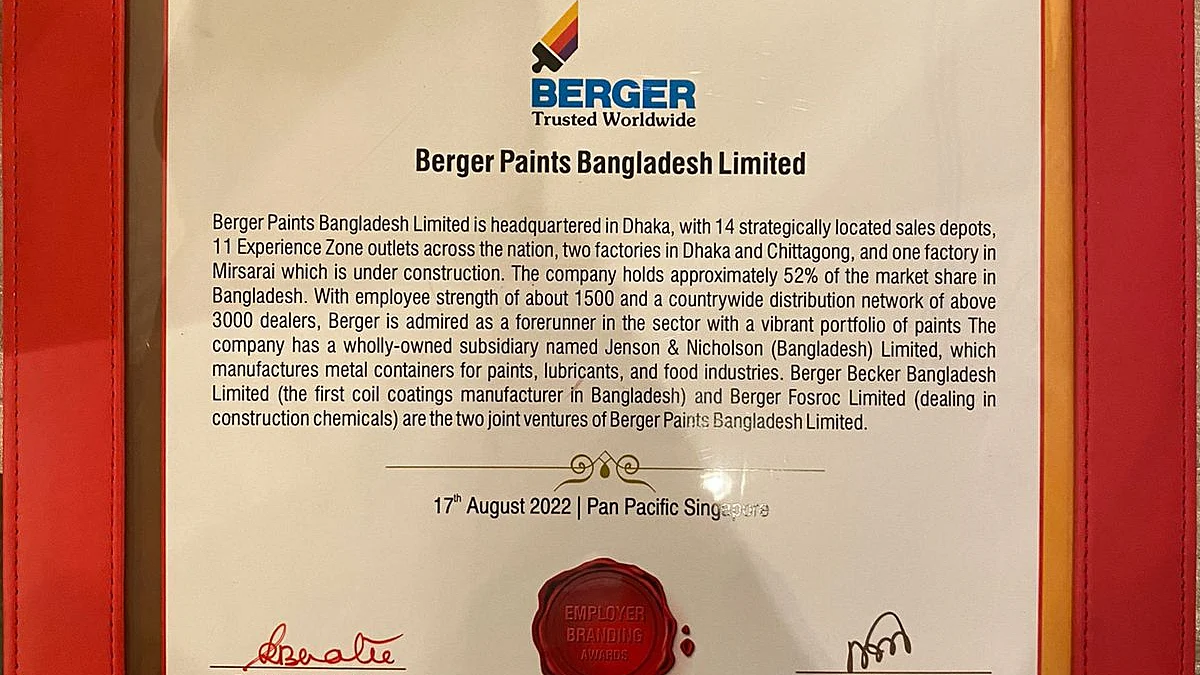 BERGER
Trusted Worldwide
Berger Paints Bangladesh Limited
Berger Paints Bangladesh Limited is headquartered in Dhaka, with 14 strategically located sales depots,
11 Experience Zone outlets across the nation, two factories in Dhaka and Chittagong, and one factory in
Mirsarai which is under construction. The company holds approximately 52% of the market share in
Bangladesh. With employee strength of about 1500 and a countrywide distribution network of above
3000 dealers, Berger is admired as a forerunner in the sector with a vibrant portfolio of paints The
company has a wholly-owned subsidiary named Jenson & Nicholson (Bangladesh) Limited, which
manufactures metal containers for paints, lubricants, and food industries. Berger Becker Bangladesh
Limited (the first coil coatings manufacturer in Bangladesh) and Berger Fosroc Limited (dealing in
construction chemicals) are the two joint ventures of Berger Paints Bangladesh Limited.
17th August 2022 | Pan Pacific Singapore
EMPLOYER
BRANDING
AWARDS